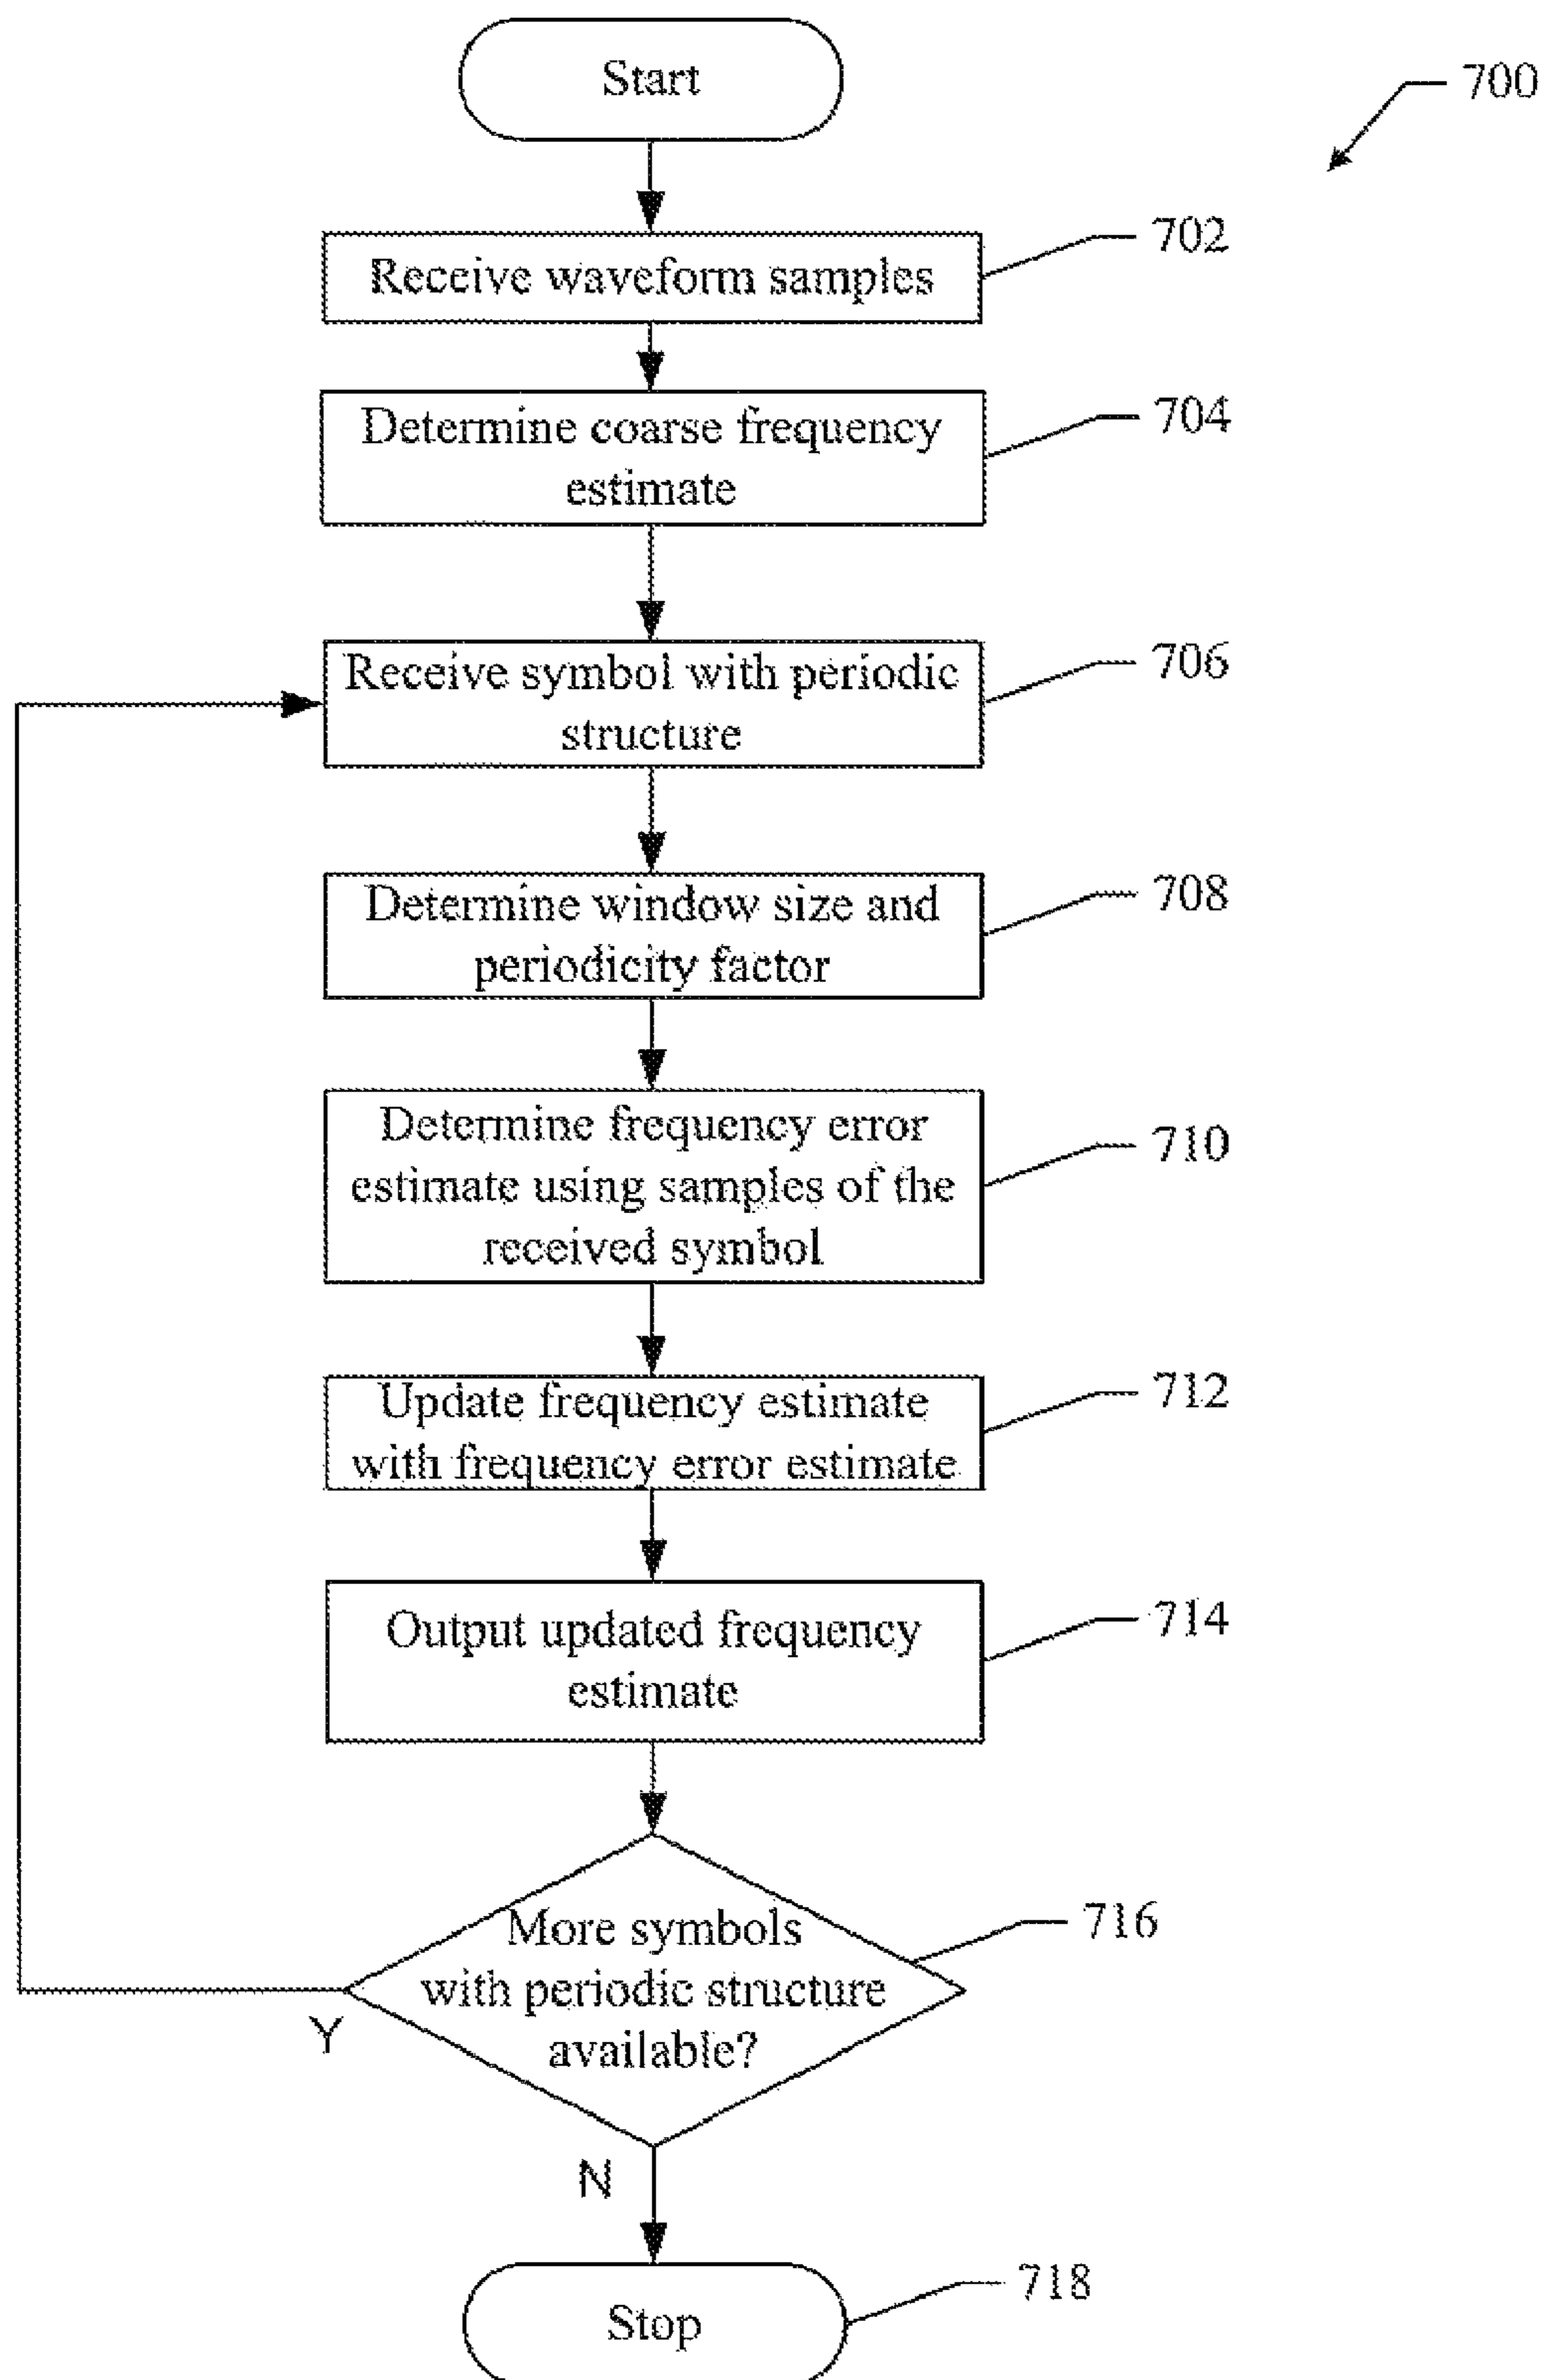 Start
700
Receive waveform samples
702
Determine coarse frequency
estimate
704
Receive symbol with periodic
structure
706
Determine window size and
periodicity factor
708
Determine frequency error
estimate using samples of the
received symbol
710
Update frequency estimate
with frequency error estimate
712
Output updated frequency
estimate
714
More symbols
with periodic structure
available?
716
Y
N
Stop
718